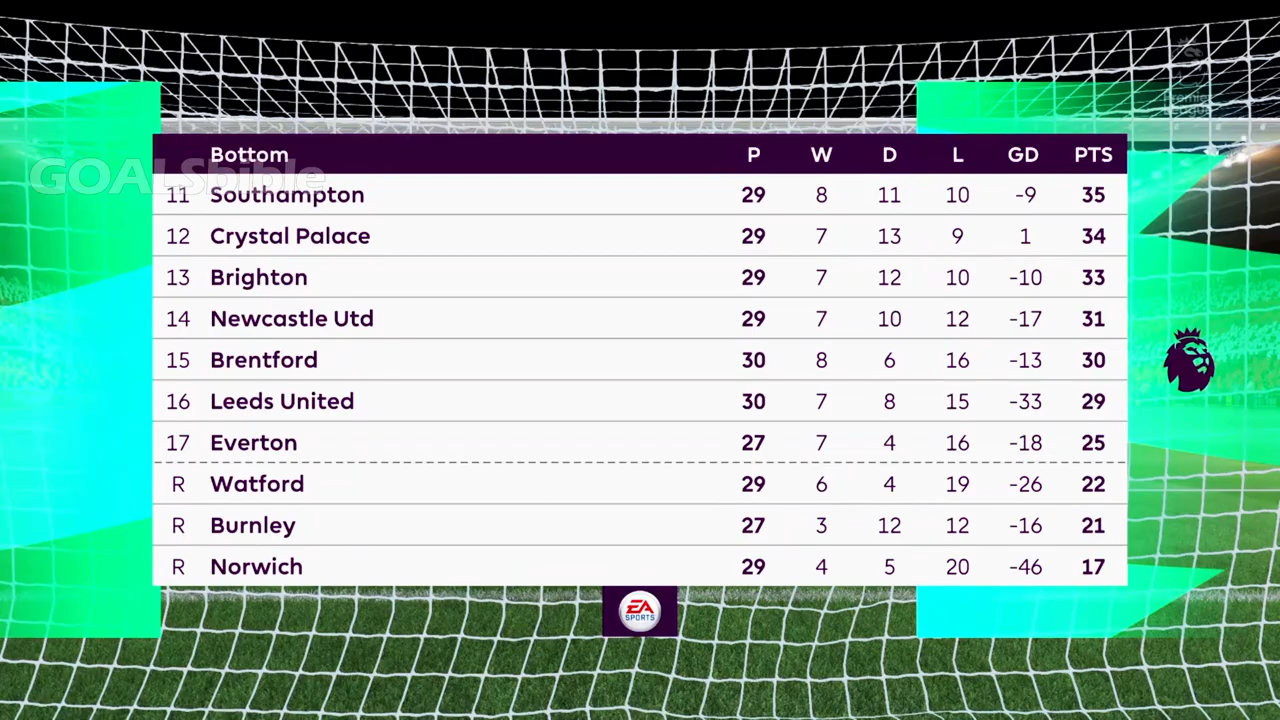 Premier
League
Bottom P W D L GD PTS
GOALSbible
11 Southampton 29 8 11 10 -9 35
12 Crystal Palace 29 7 13 9 1 34
13 Brighton 29 7 12 10 -10 33
14 Newcastle Utd 29 7 10 12 -17 31
15 Brentford 30 8 6 16 -13 30
16 Leeds United 30 7 8 15 -33 29
17 Everton 27 7 4 16 -18 25
R Watford 29 6 4 19 -26 22
R Burnley 27 3 12 12 -16 21
R Norwich 29 4 5 20 -46 17
EA
SPORTS